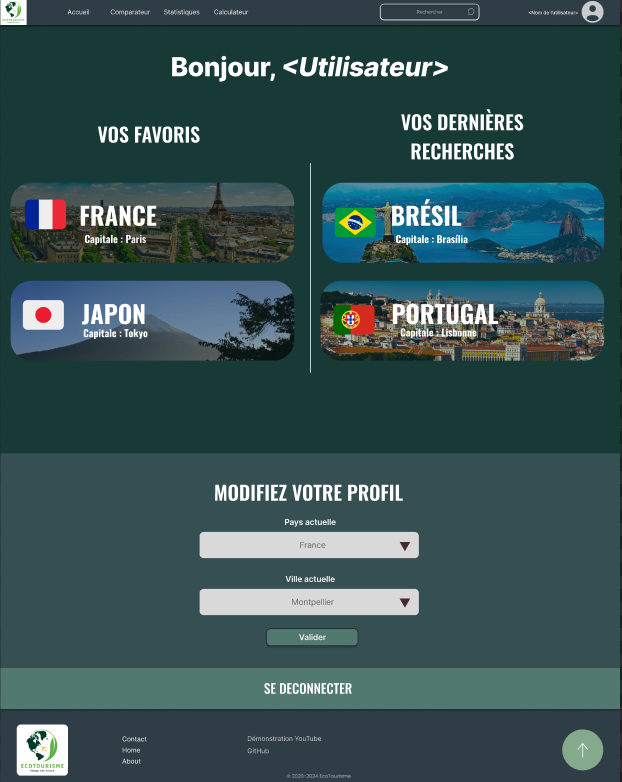 Accueil
Comparateur
Statistiques
Calculateur
Rechercher
<Nom de l'utilisateur>
Bonjour, <Utilisateur>
VOS FAVORIS
VOS DERNIÈRES
RECHERCHES
FRANCE
Capitale : Paris
BRÉSIL
Capitale : Brasília
JAPON
Capitale : Tokyo
PORTUGAL
Capitale : Lisbonne
MODIFIEZ VOTRE PROFIL
Pays actuelle
France
Ville actuelle
Montpellier
Valider
SE DECONNECTER
ECOTOURISME
Contact
Home
About
Démonstration YouTube
GitHub
© 2020-2024 EcoTourisme